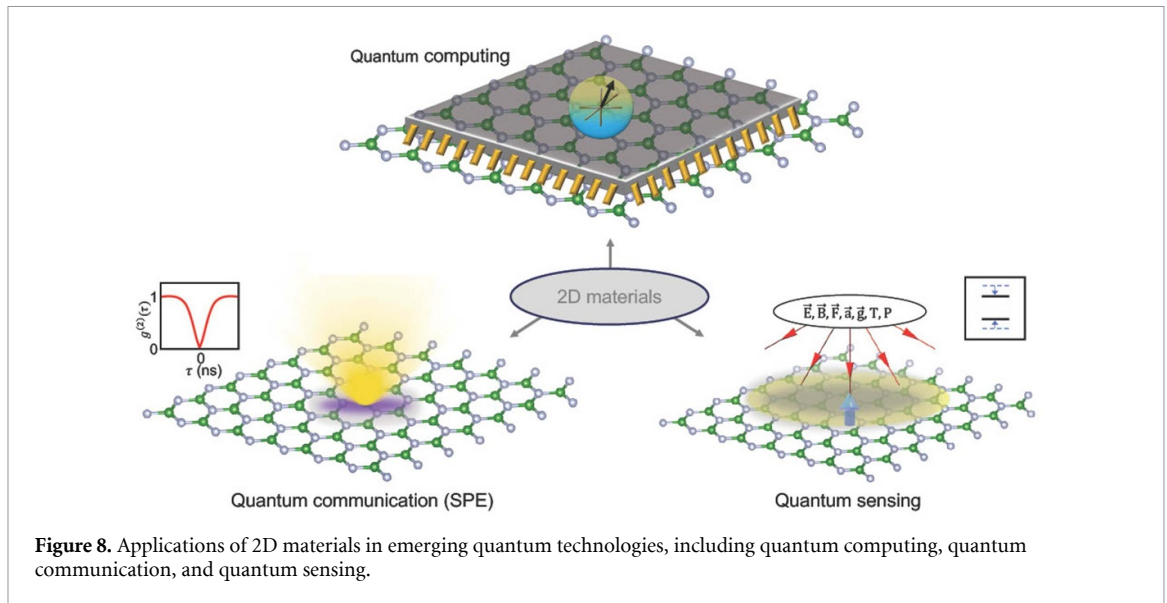 Quantum computing
2D materials
1
0
g⁽²⁾(τ)
0
τ (ns)
Quantum communication (SPE)
E⃗, B⃗, F⃗, a⃗, g⃗, T, P
Quantum sensing
Figure 8. Applications of 2D materials in emerging quantum technologies, including quantum computing, quantum
communication, and quantum sensing.